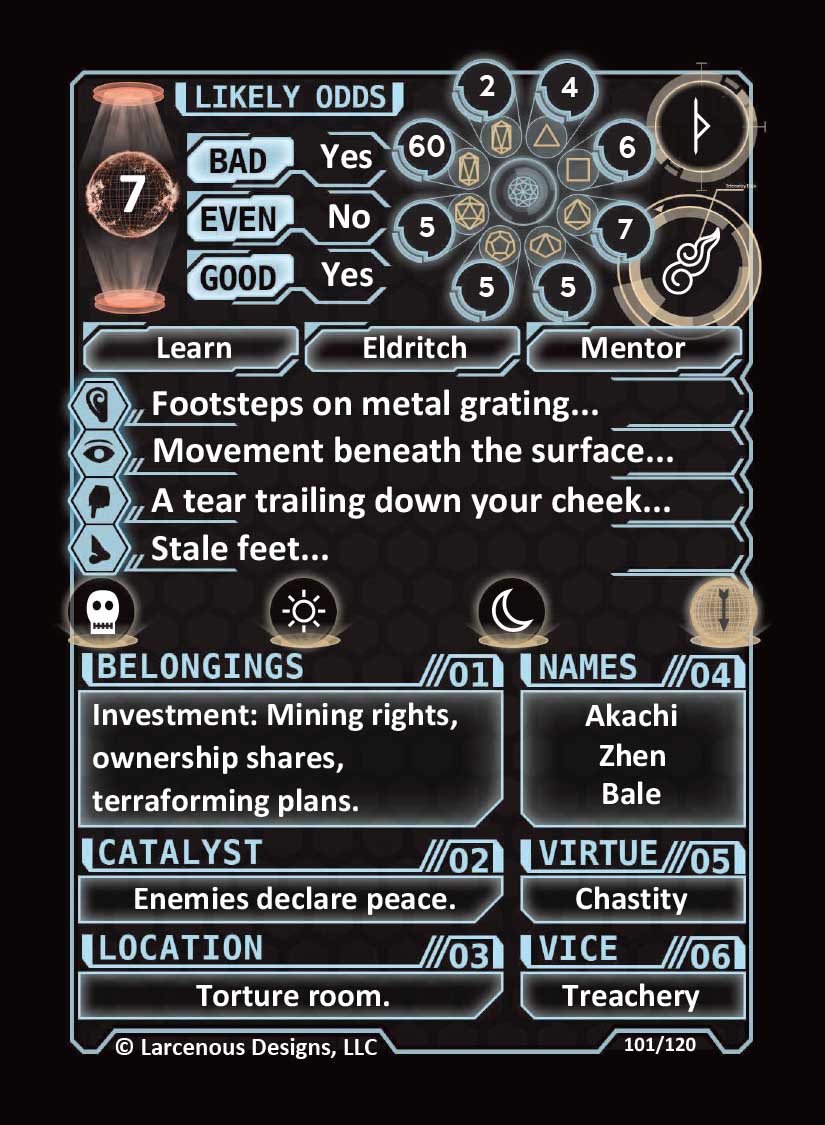 LIKELY ODDS
7
BAD Yes
EVEN No
GOOD Yes
2
4
60
6
5
7
5
5
ᚦ
Learn
Eldritch
Mentor
Footsteps on metal grating...
Movement beneath the surface...
A tear trailing down your cheek...
Stale feet...
BELONGINGS ///01
Investment: Mining rights,
ownership shares,
terraforming plans.
NAMES ///04
Akachi
Zhen
Bale
CATALYST ///02
Enemies declare peace.
VIRTUE ///05
Chastity
LOCATION ///03
Torture room.
VICE ///06
Treachery
© Larcenous Designs, LLC
101/120